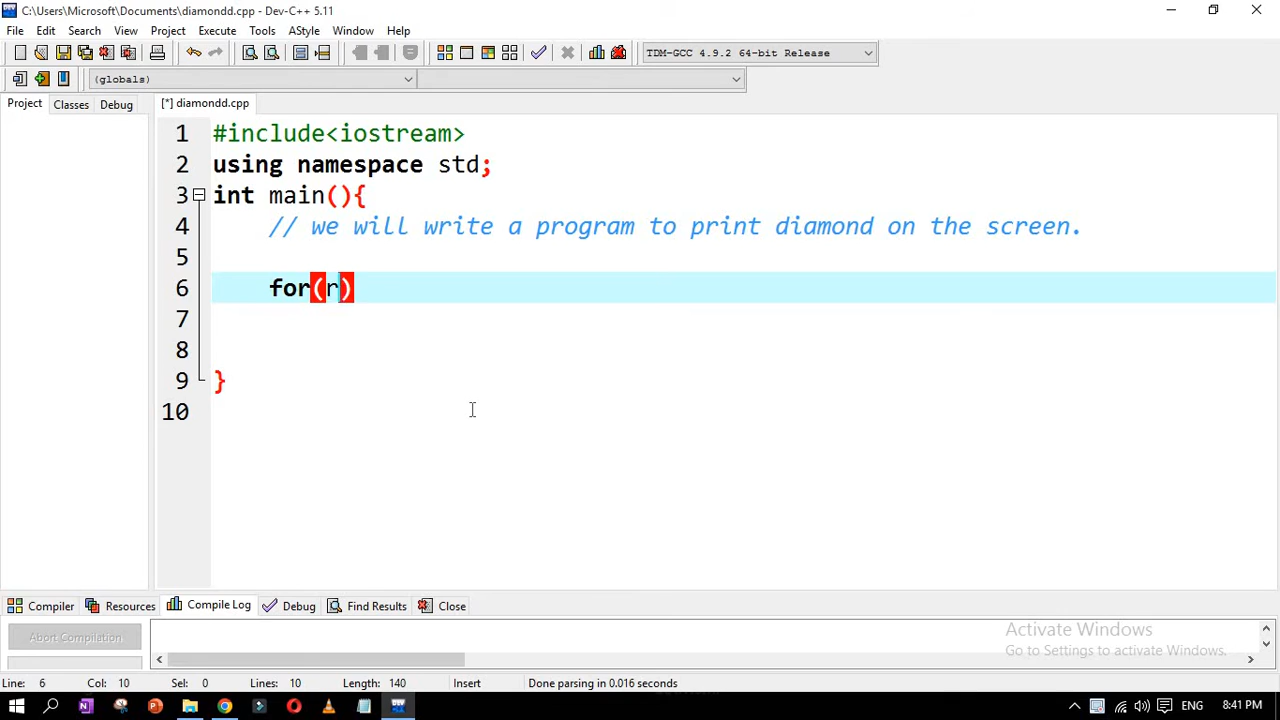 C:\Users\Microsoft\Documents\diamondd.cpp - Dev-C++ 5.11
File Edit Search View Project Execute Tools AStyle Window Help
TDM-GCC 4.9.2 64-bit Release
(globals)
Project Classes Debug
[*] diamondd.cpp
1 #include<iostream>
2 using namespace std;
3 int main(){
4 // we will write a program to print diamond on the screen.
5
6 for(r)
7
8
9 }
10
Compiler Resources Compile Log Debug Find Results Close
Abort Compilation
Activate Windows
Go to Settings to activate Windows.
Line: 6 Col: 10 Sel: 0 Lines: 10 Length: 140 Insert Done parsing in 0.016 seconds
ENG 8:41 PM